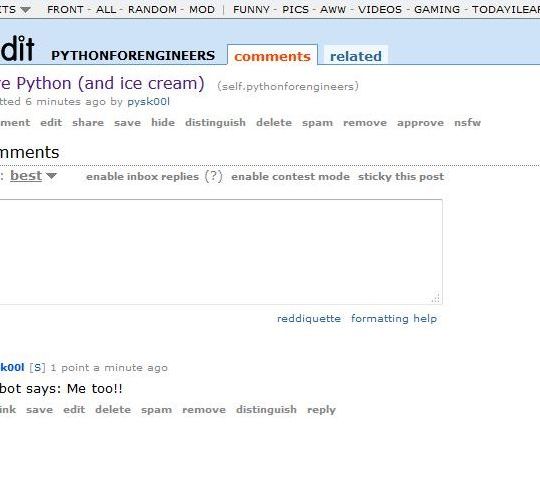 ITS FRONT - ALL - RANDOM - MOD | FUNNY - PICS - AWW - VIDEOS - GAMING - TODAYILEAR
dit PYTHONFORENGINEERS comments related
e Python (and ice cream) (self.pythonforengineers)
tted 6 minutes ago by pysk00l
ment edit share save hide distinguish delete spam remove approve nsfw
mments
: best enable inbox replies (?) enable contest mode sticky this post
reddiquette formatting help
sk00l [S] 1 point a minute ago
bot says: Me too!!
ink save edit delete spam remove distinguish reply